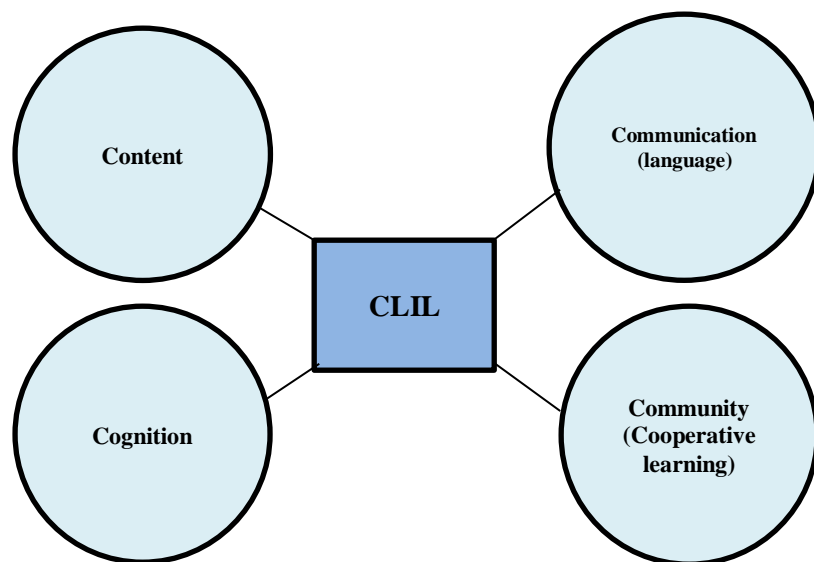 Content
Communication
(language)
CLIL
Cognition
Community
(Cooperative
learning)